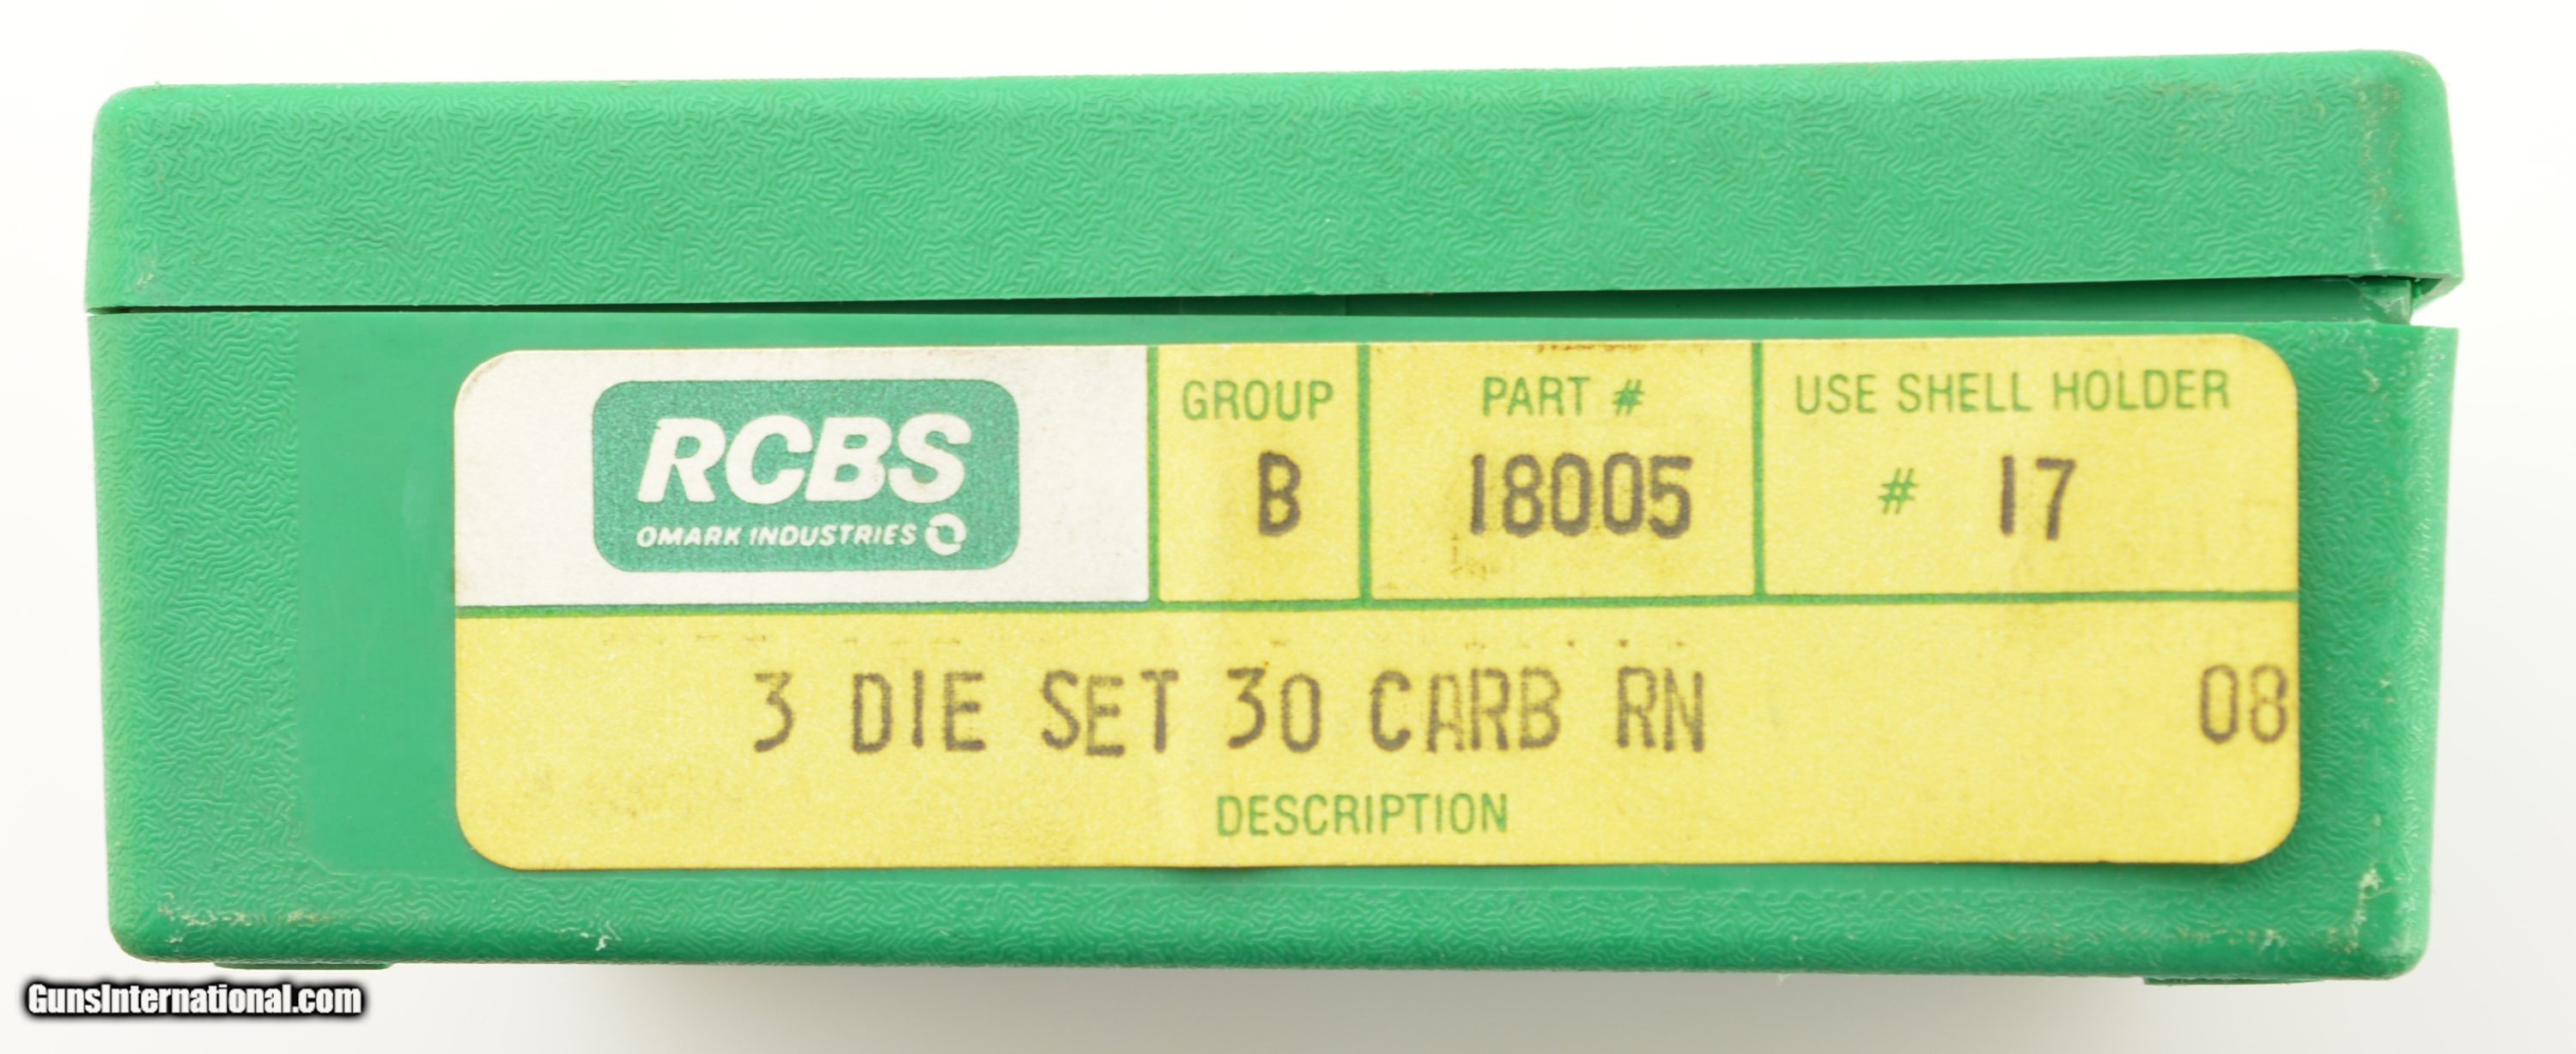 RCBS
OMARK INDUSTRIES
GROUP
B
PART #
18005
USE SHELL HOLDER
# 17
3 DIE SET 30 CARB RN 08
DESCRIPTION
GunsInternational.com